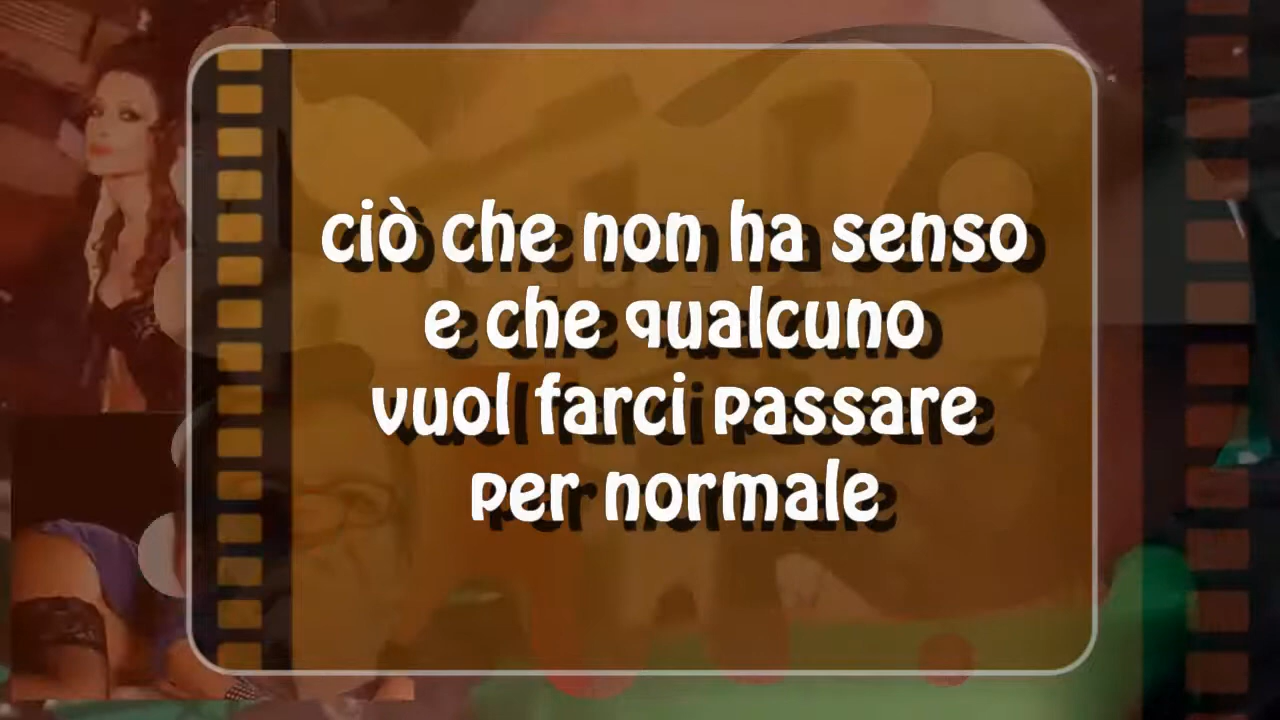 ciò che non ha senso
e che qualcuno
vuol farci passare
per normale